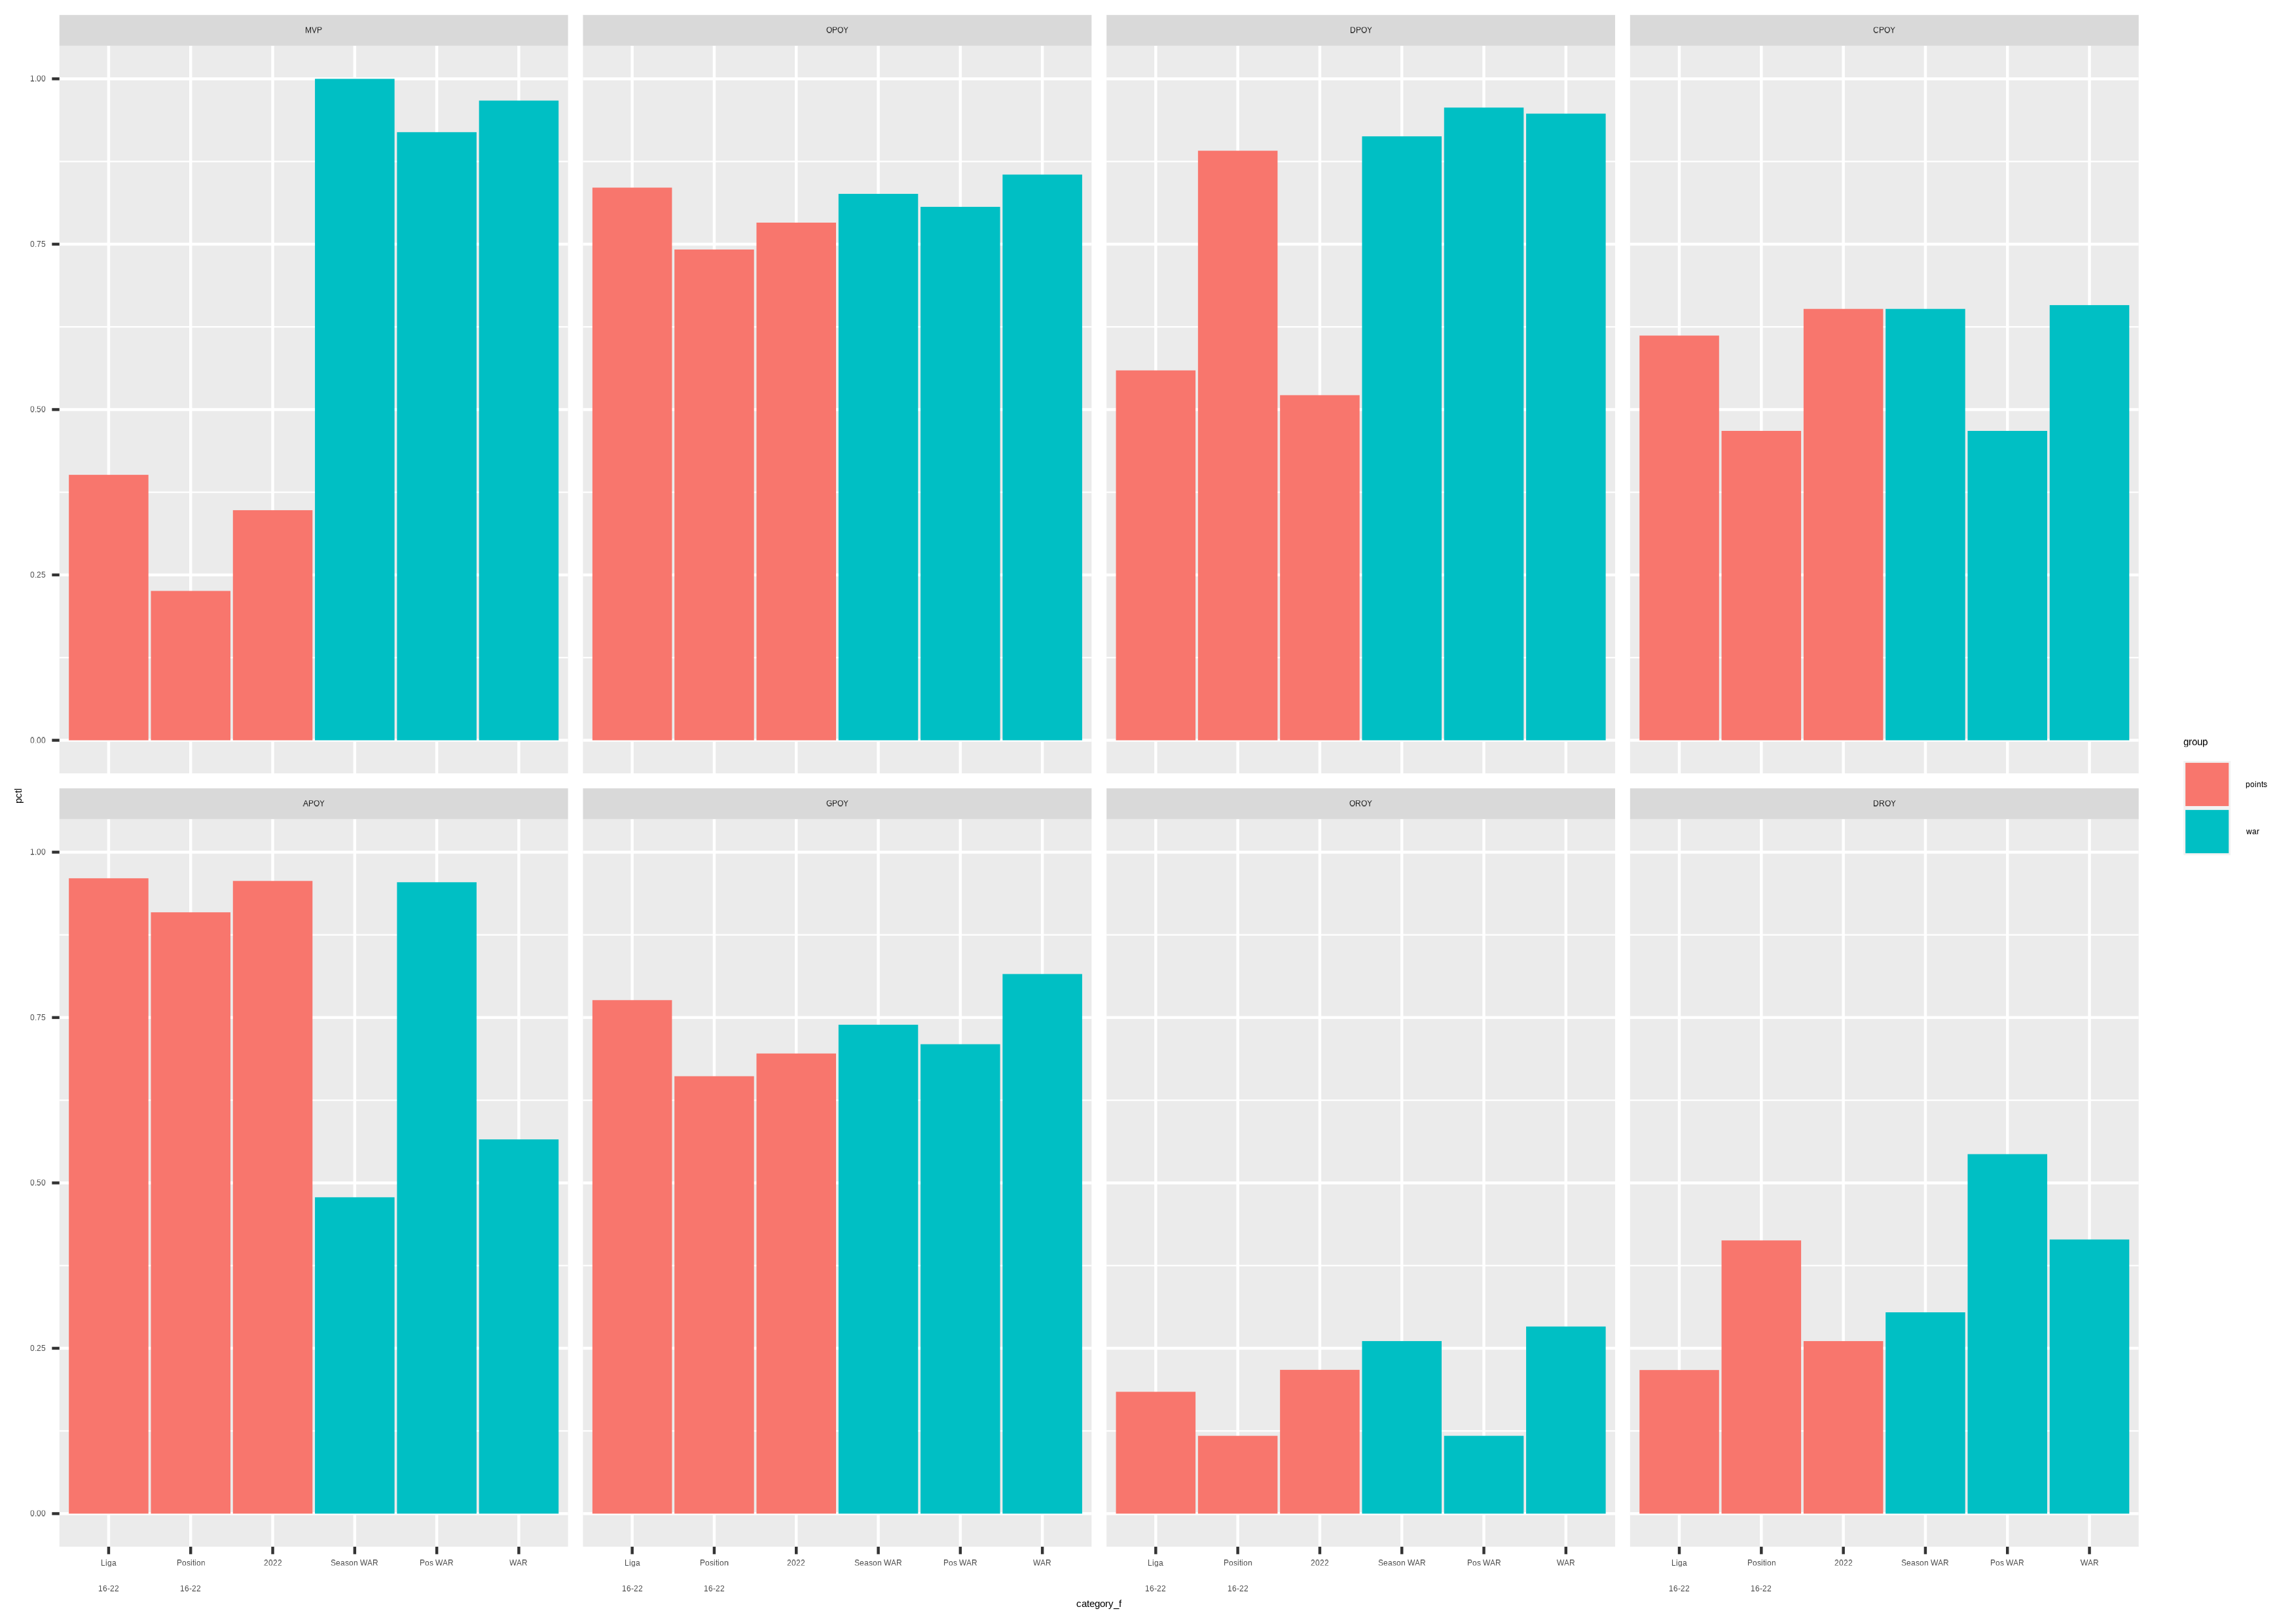 MVP OPOY DPOY CPOY
1.00
0.75
0.50
0.25
0.00
pctl
APOY GPOY OROY DROY
1.00
0.75
0.50
0.25
0.00
Liga Position 2022 Season WAR Pos WAR WAR Liga Position 2022 Season WAR Pos WAR WAR Liga Position 2022 Season WAR Pos WAR WAR Liga Position 2022 Season WAR Pos WAR WAR
16-22 16-22 16-22 16-22 16-22 16-22 16-22 16-22
category_f
group
points
war